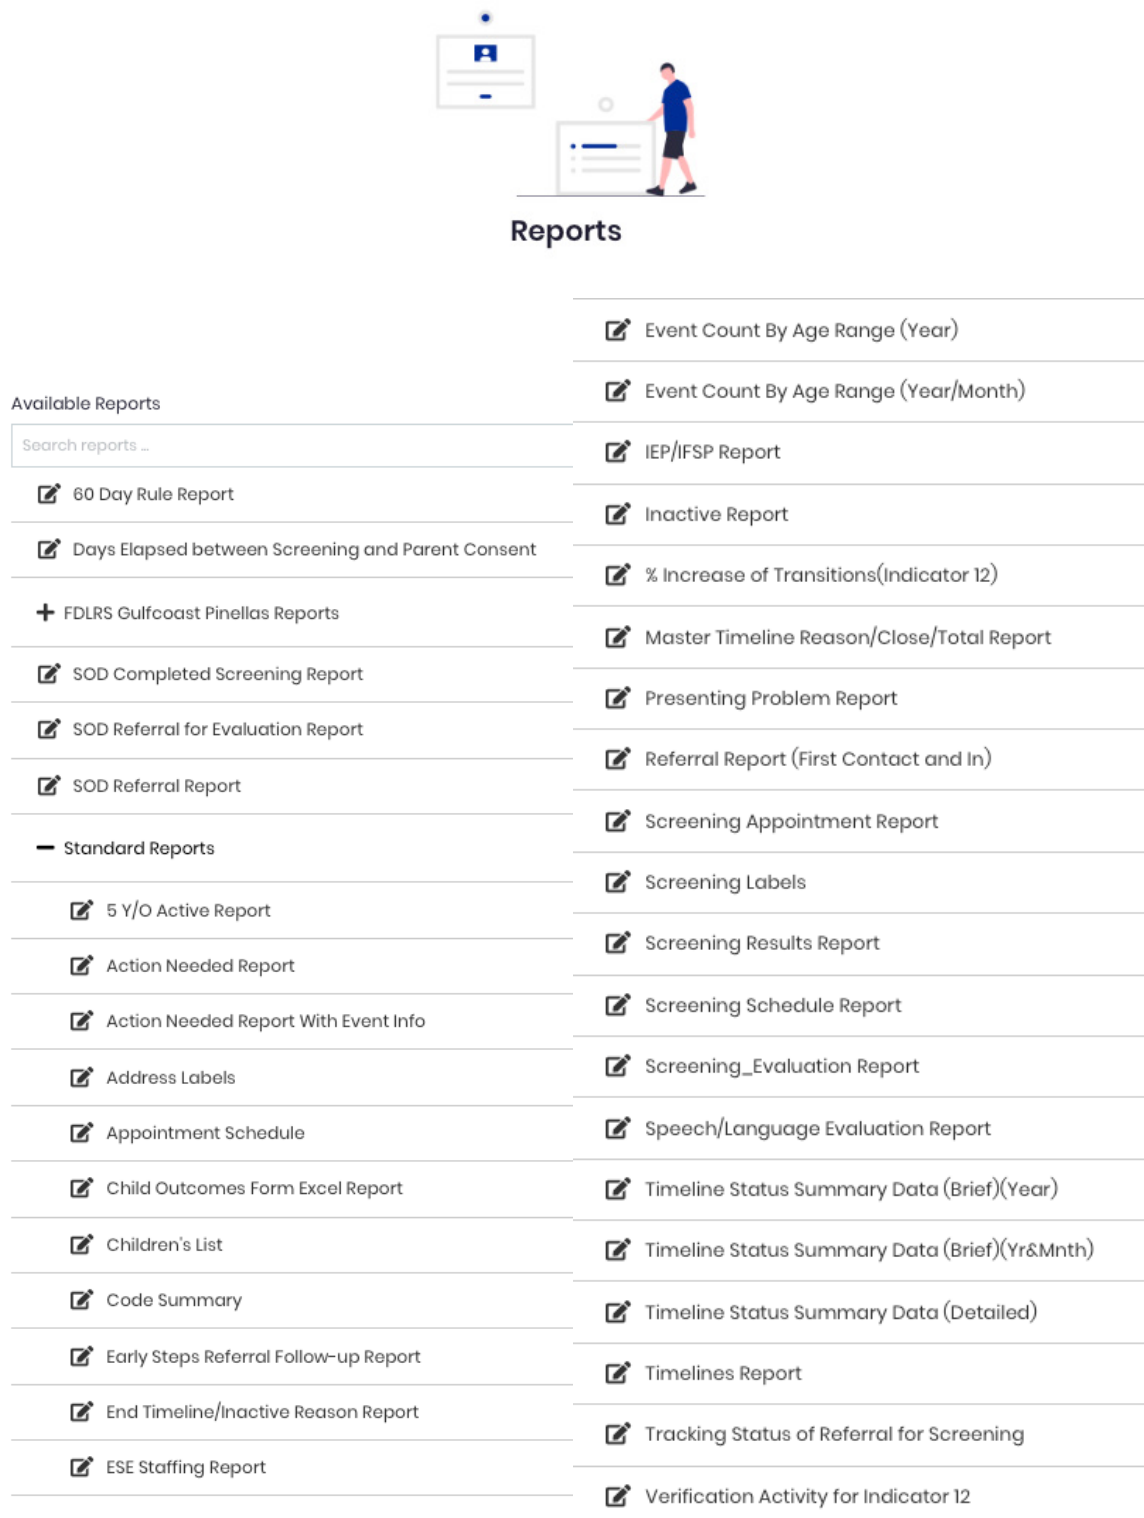 Reports
Available Reports
Search reports ...
60 Day Rule Report
Days Elapsed between Screening and Parent Consent
FDLRS Gulfcoast Pinellas Reports
SOD Completed Screening Report
SOD Referral for Evaluation Report
SOD Referral Report
Standard Reports
5 Y/O Active Report
Action Needed Report
Action Needed Report With Event Info
Address Labels
Appointment Schedule
Child Outcomes Form Excel Report
Children's List
Code Summary
Early Steps Referral Follow-up Report
End Timeline/Inactive Reason Report
ESE Staffing Report
Event Count By Age Range (Year)
Event Count By Age Range (Year/Month)
IEP/IFSP Report
Inactive Report
% Increase of Transitions(Indicator 12)
Master Timeline Reason/Close/Total Report
Presenting Problem Report
Referral Report (First Contact and In)
Screening Appointment Report
Screening Labels
Screening Results Report
Screening Schedule Report
Screening_Evaluation Report
Speech/Language Evaluation Report
Timeline Status Summary Data (Brief)(Year)
Timeline Status Summary Data (Brief)(Yr&Mnth)
Timeline Status Summary Data (Detailed)
Timelines Report
Tracking Status of Referral for Screening
Verification Activity for Indicator 12